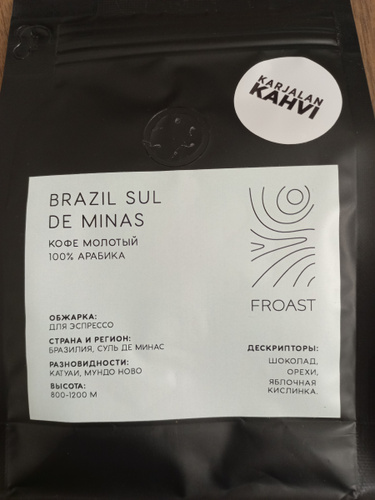 KARJALAN
KAHVI
BRAZIL SUL
DE MINAS
КОФЕ МОЛОТЫЙ
100% АРАБИКА
FROAST
ОБЖАРКА:
ДЛЯ ЭСПРЕССО
СТРАНА И РЕГИОН:
БРАЗИЛИЯ, СУЛЬ ДЕ МИНАС
РАЗНОВИДНОСТИ:
КАТУАИ, МУНДО НОВО
ВЫСОТА:
800-1200 М
ДЕСКРИПТОРЫ:
ШОКОЛАД,
ОРЕХИ,
ЯБЛОЧНАЯ
КИСЛИНКА.